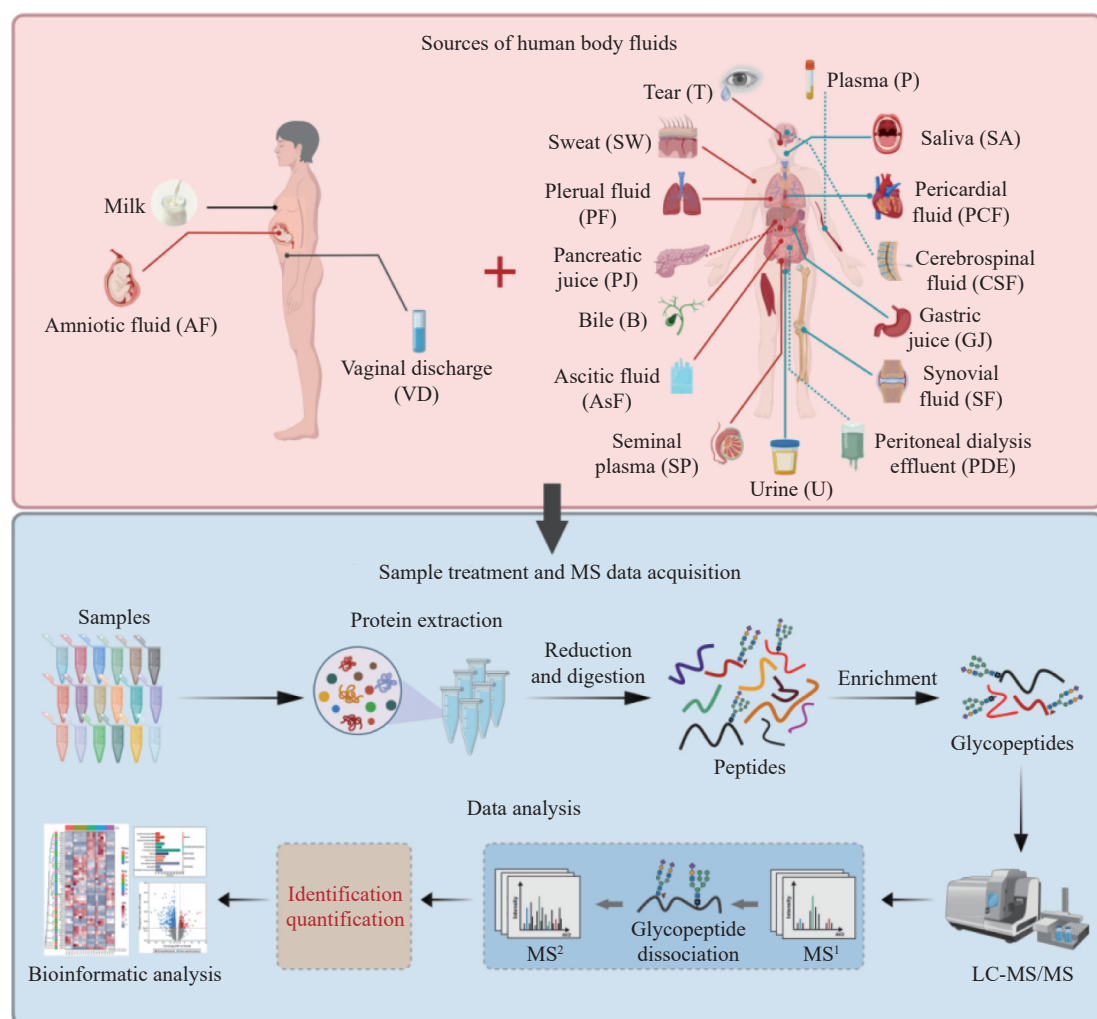 Sources of human body fluids
Milk
Amniotic fluid (AF)
Vaginal discharge
(VD)
Tear (T)
Plasma (P)
Sweat (SW)
Saliva (SA)
Plerual fluid
(PF)
Pericardial
fluid (PCF)
Pancreatic
juice (PJ)
Cerebrospinal
fluid (CSF)
Bile (B)
Gastric
juice (GJ)
Ascitic fluid
(AsF)
Synovial
fluid (SF)
Seminal
plasma (SP)
Peritoneal dialysis
effluent (PDE)
Urine (U)
Sample treatment and MS data acquisition
Samples
Protein extraction
Reduction
and digestion
Peptides
Enrichment
Glycopeptides
LC-MS/MS
Data analysis
Intensity
m/z
MS¹
Glycopeptide
dissociation
Intensity
m/z
MS²
Identification
quantification
Bioinformatic analysis